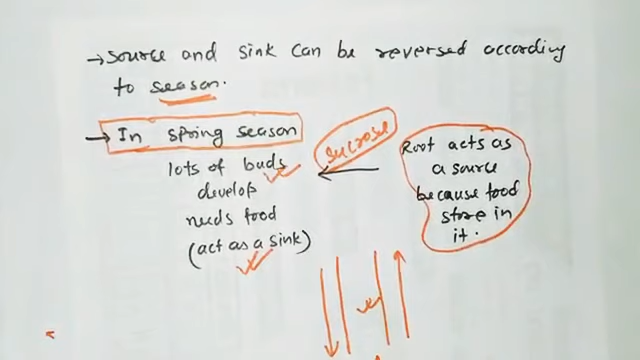 → Source and sink can be reversed according
to season.
→ In spring season
lots of buds
develop
needs food
(act as a sink)
sucrose
Root acts as
a source
because food
store in
it.